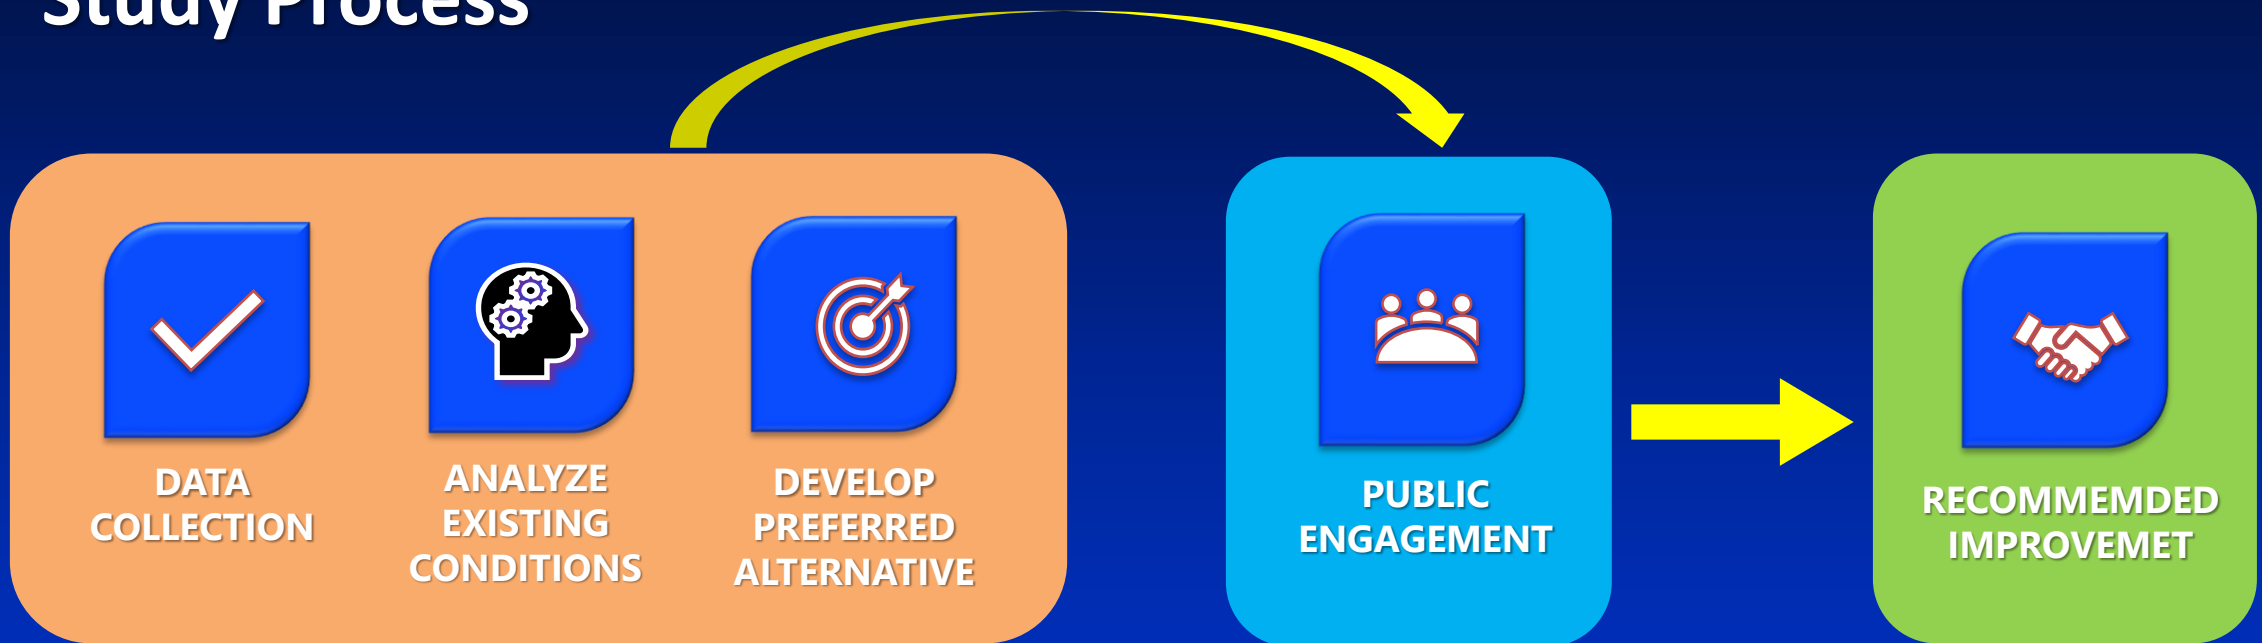 Study Process
DATA
COLLECTION
ANALYZE
EXISTING
CONDITIONS
DEVELOP
PREFERRED
ALTERNATIVE
PUBLIC
ENGAGEMENT
RECOMMEMDED
IMPROVEMET